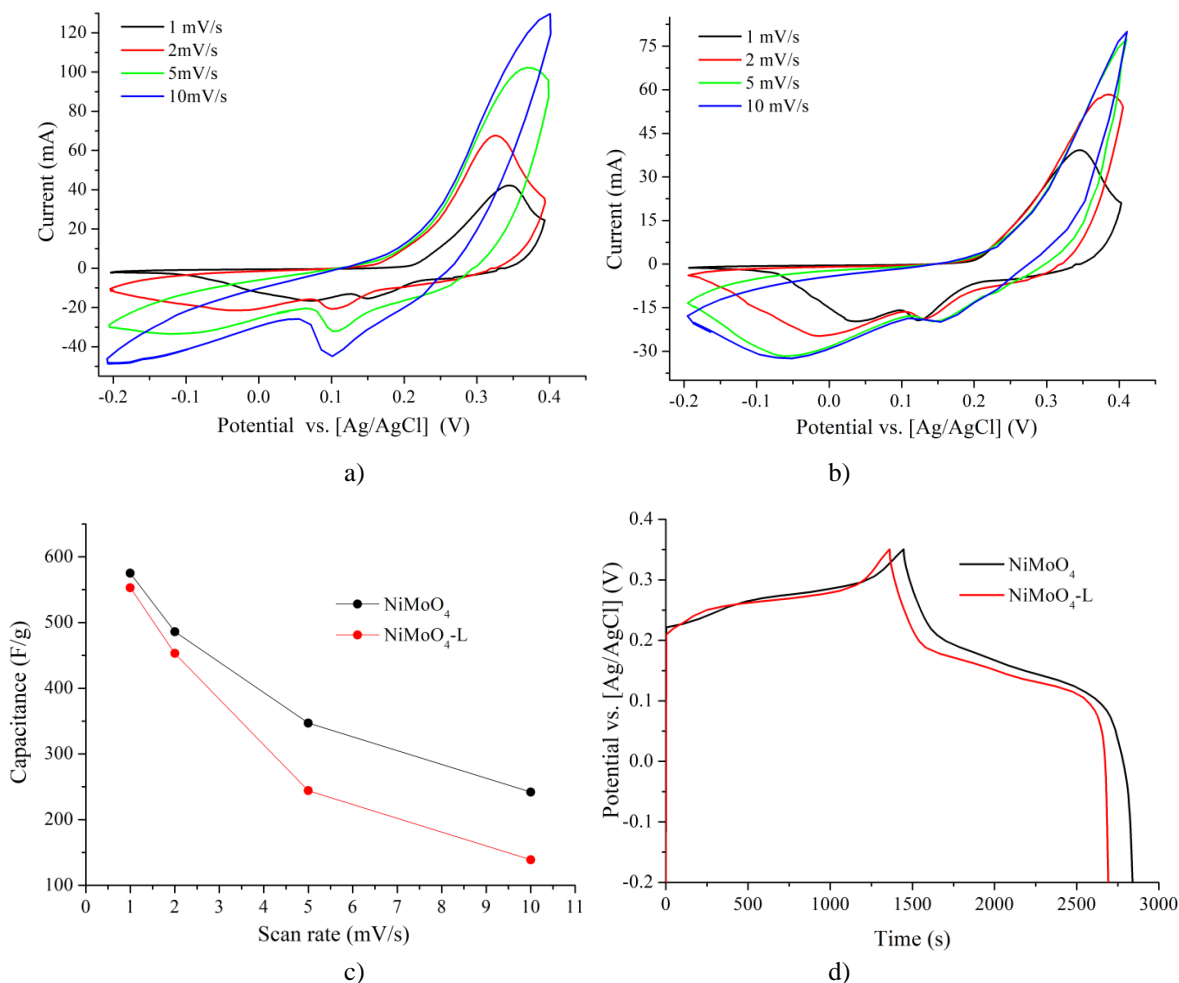 1 mV/s
2mV/s
5mV/s
10mV/s
120
100
80
60
40
20
0
-20
-40
Current (mA)
-0.2
-0.1
0.0
0.1
0.2
0.3
0.4
Potential vs. [Ag/AgCl] (V)
a)
1 mV/s
2 mV/s
5 mV/s
10 mV/s
75
60
45
30
15
0
-15
-30
Current (mA)
-0.2
-0.1
0.0
0.1
0.2
0.3
0.4
Potential vs. [Ag/AgCl] (V)
b)
600
500
400
300
200
100
Capacitance (F/g)
NiMoO4
NiMoO4-L
0
1
2
3
4
5
6
7
8
9
10
11
Scan rate (mV/s)
c)
0.4
0.3
0.2
0.1
0.0
-0.1
-0.2
Potential vs. [Ag/AgCl] (V)
NiMoO4
NiMoO4-L
0
500
1000
1500
2000
2500
3000
Time (s)
d)